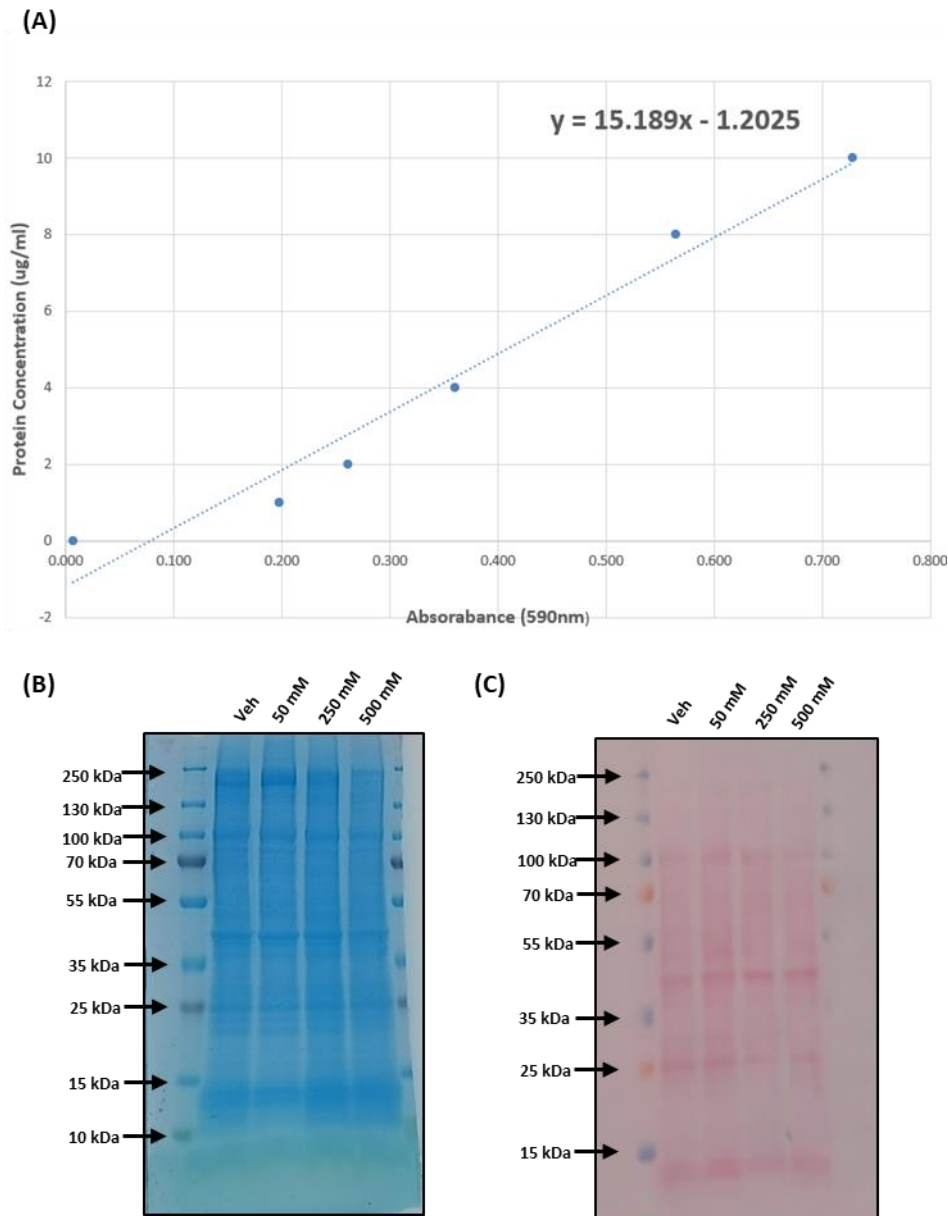 (A)
12
10
8
6
4
2
0
-2
Protein Concentration (ug/ml)
y = 15.189x - 1.2025
0.000 0.100 0.200 0.300 0.400 0.500 0.600 0.700 0.800
Absorabance (590nm)
(B)
Veh 50 mM 250 mM 500 mM
250 kDa
130 kDa
100 kDa
70 kDa
55 kDa
35 kDa
25 kDa
15 kDa
10 kDa
(C)
Veh 50 mM 250 mM 500 mM
250 kDa
130 kDa
100 kDa
70 kDa
55 kDa
35 kDa
25 kDa
15 kDa